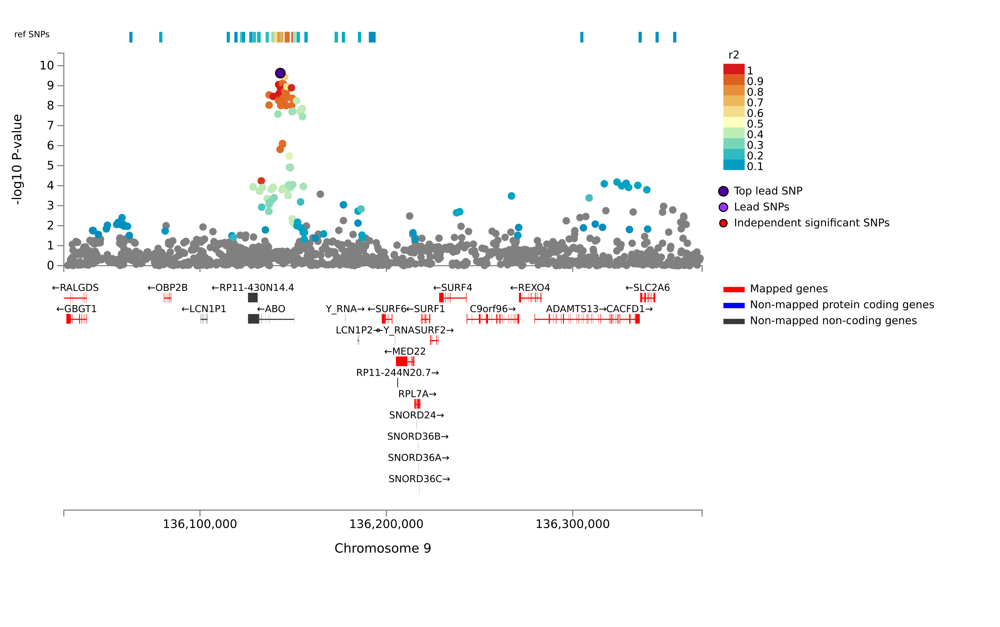 ref SNPs
r2
10
9
8
7
6
5
4
3
2
1
0
-log10 P-value
1
0.9
0.8
0.7
0.6
0.5
0.4
0.3
0.2
0.1
Top lead SNP
Lead SNPs
Independent significant SNPs
Mapped genes
Non-mapped protein coding genes
Non-mapped non-coding genes
←RALGDS ←OBP2B ←RP11-430N14.4 ←SURF4 ←REXO4 ←SLC2A6
←GBGT1 ←LCN1P1 ←ABO Y_RNA→ ←SURF6 ←SURF1 C9orf96→ ADAMTS13→ CACFD1→
LCN1P2→ ←Y_RNA SURF2→
←MED22
RP11-244N20.7→
RPL7A→
SNORD24→
SNORD36B→
SNORD36A→
SNORD36C→
136,100,000 136,200,000 136,300,000
Chromosome 9